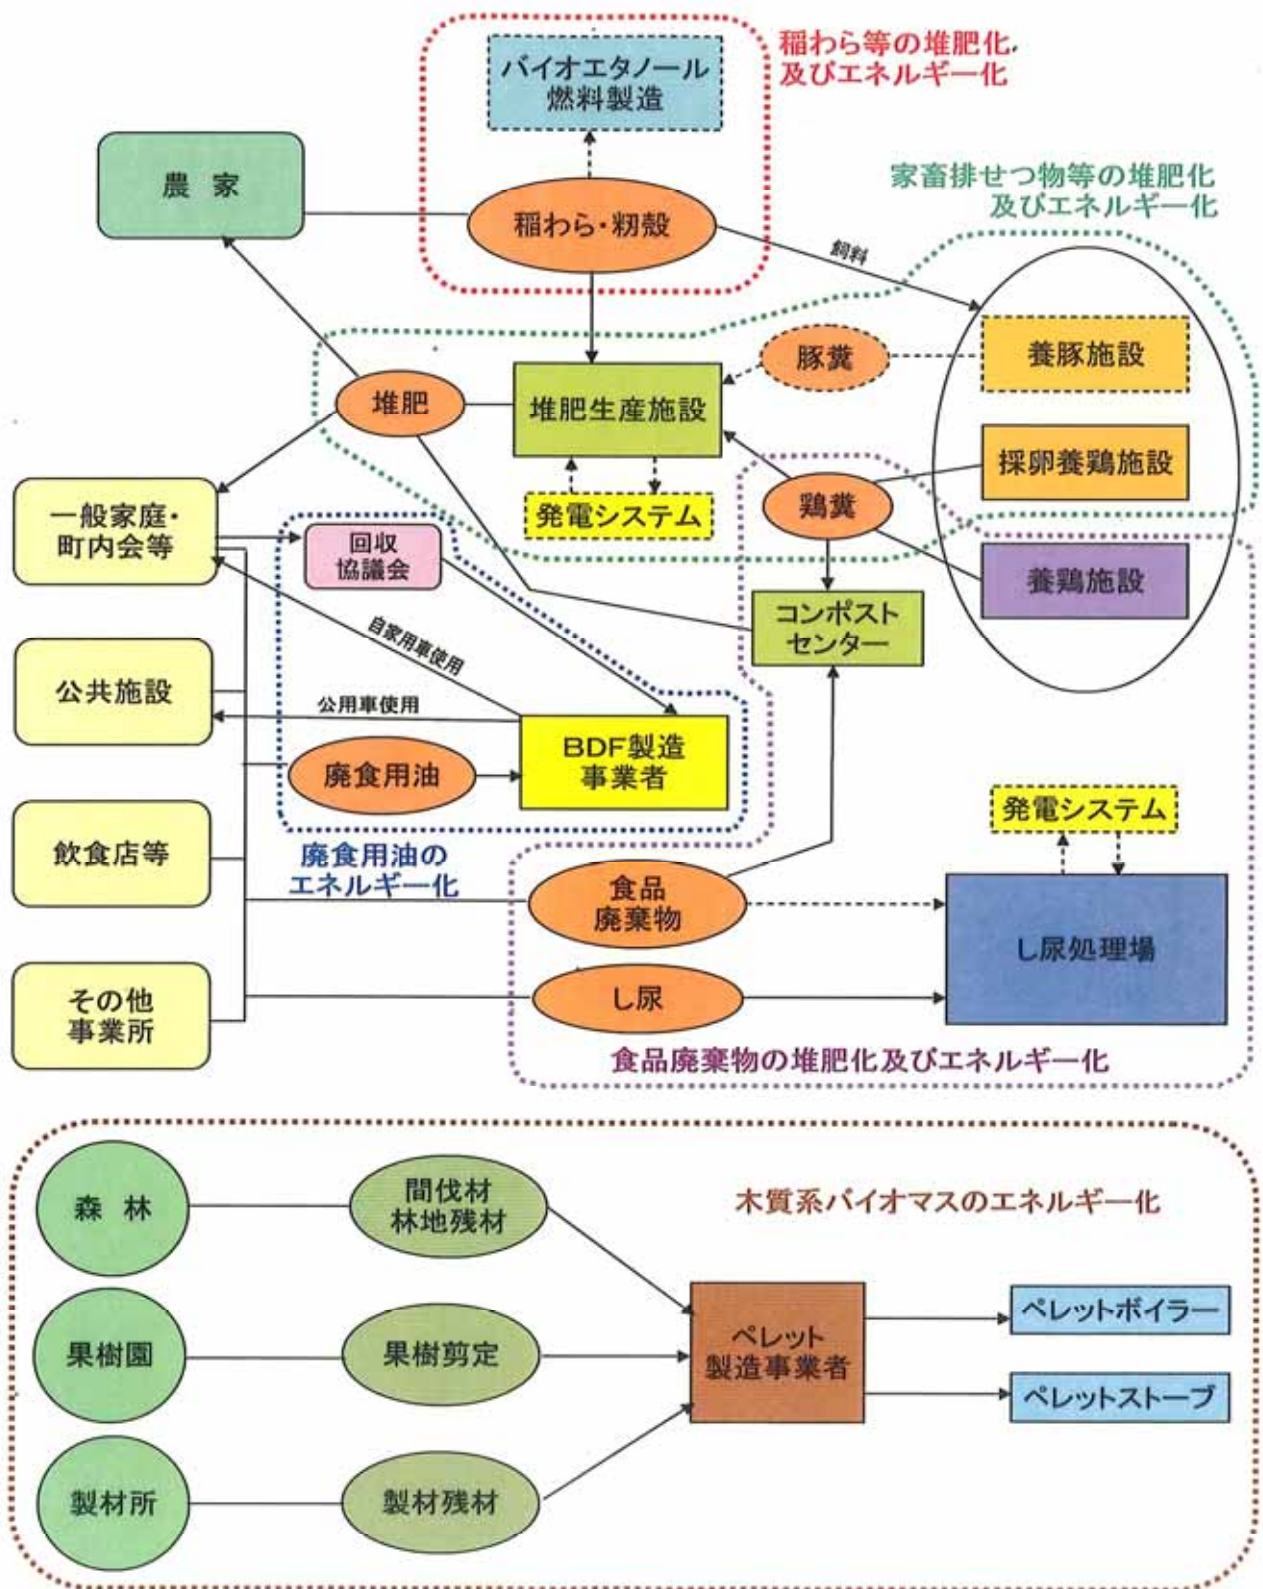 稲わら等の堆肥化
及びエネルギー化
バイオエタノール
燃料製造
農 家
稲わら・籾殻
家畜排せつ物等の堆肥化
及びエネルギー化
飼料
豚糞
養豚施設
堆肥
堆肥生産施設
採卵養鶏施設
鶏糞
発電システム
一般家庭・
町内会等
回収
協議会
養鶏施設
コンポスト
センター
自家用車使用
公共施設
公用車使用
廃食用油
BDF製造
事業者
発電システム
飲食店等
廃食用油の
エネルギー化
食品
廃棄物
し尿処理場
その他
事業所
し尿
食品廃棄物の堆肥化及びエネルギー化
森 林
間伐材
林地残材
木質系バイオマスのエネルギー化
果樹園
果樹剪定
ペレット
製造事業者
ペレットボイラー
ペレットストーブ
製材所
製材残材